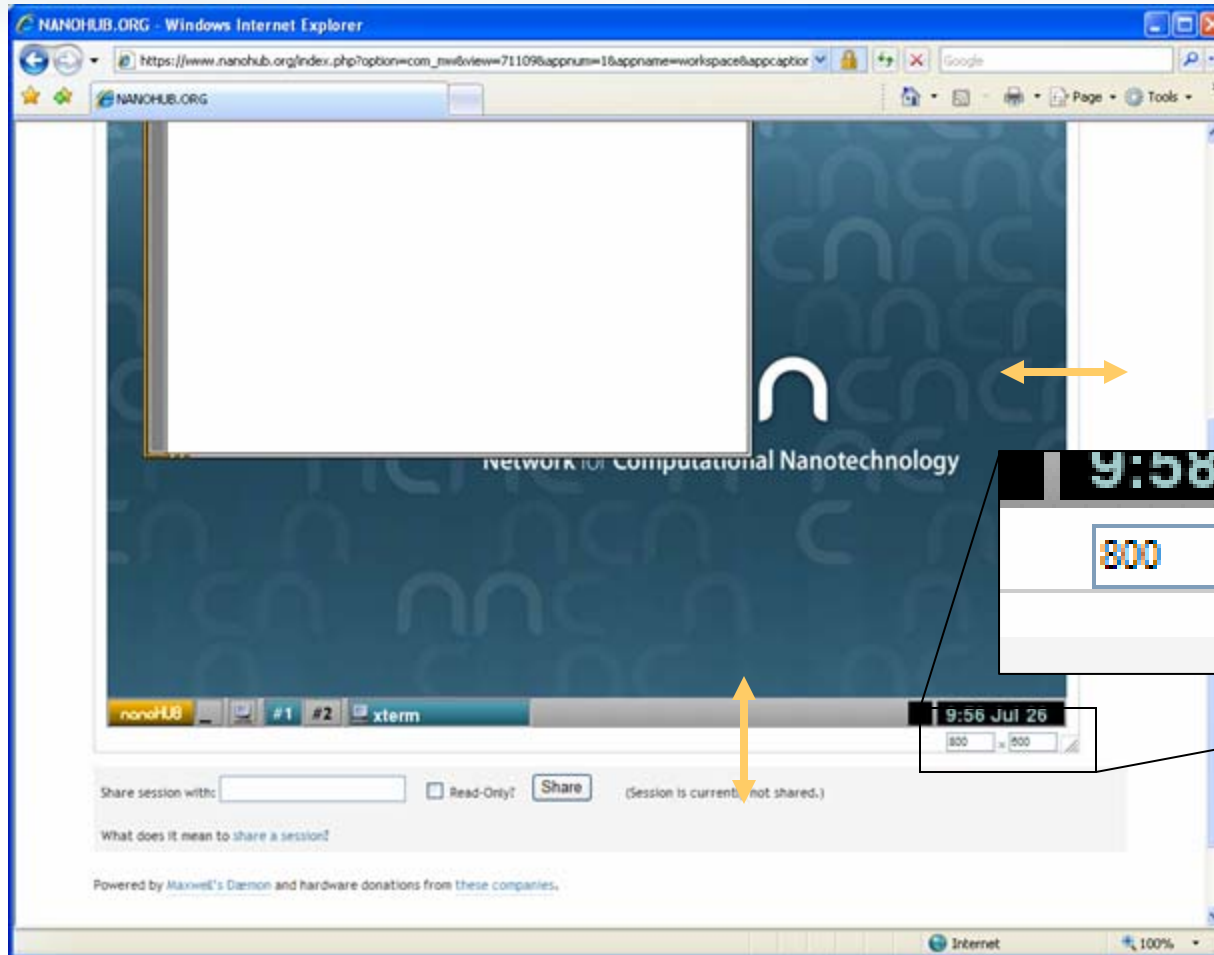 NANOHUB.ORG - Windows Internet Explorer
https://www.nanohub.org/index.php?option=com_mw&view=71109&appnum=1&appname=workspace&appcaption
Google
NANOHUB.ORG
Page
Tools
n
Network for Computational Nanotechnology
9:58
800
nanoHUB
#1
#2
xterm
9:56 Jul 26
800 x 600
Share session with:
Read-Only?
Share
(Session is currently not shared.)
What does it mean to share a session?
Powered by Maxwell's Dæmon and hardware donations from these companies.
Internet
100%